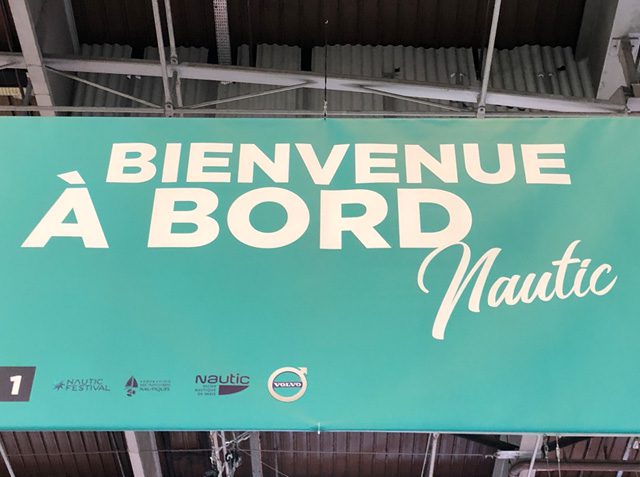 BIENVENUE
À BORD
Nautic
1
NAUTIC
FESTIVAL
NAUTIQUES
Nautic
VOLVO